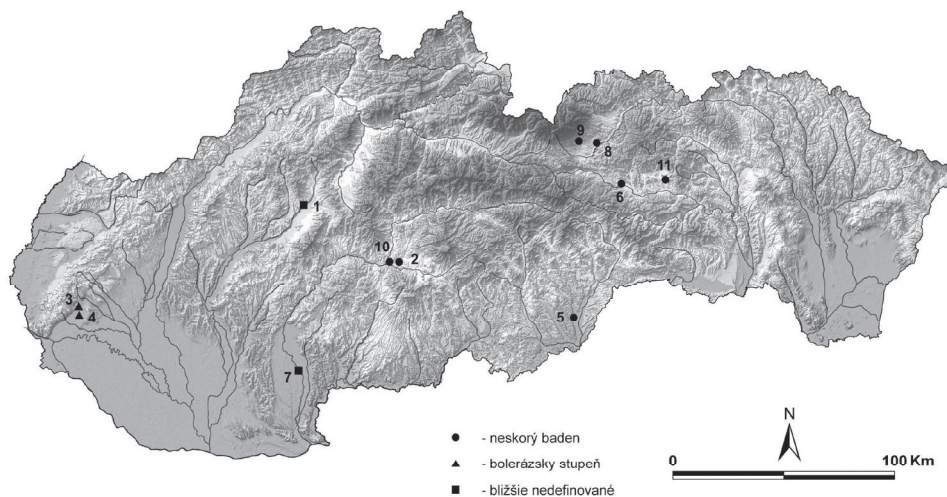 9
8
11
6
1
10
2
3
4
5
7
N
- neskorý baden
- bolerázsky stupeň
- bližšie nedefinované
0
100 Km